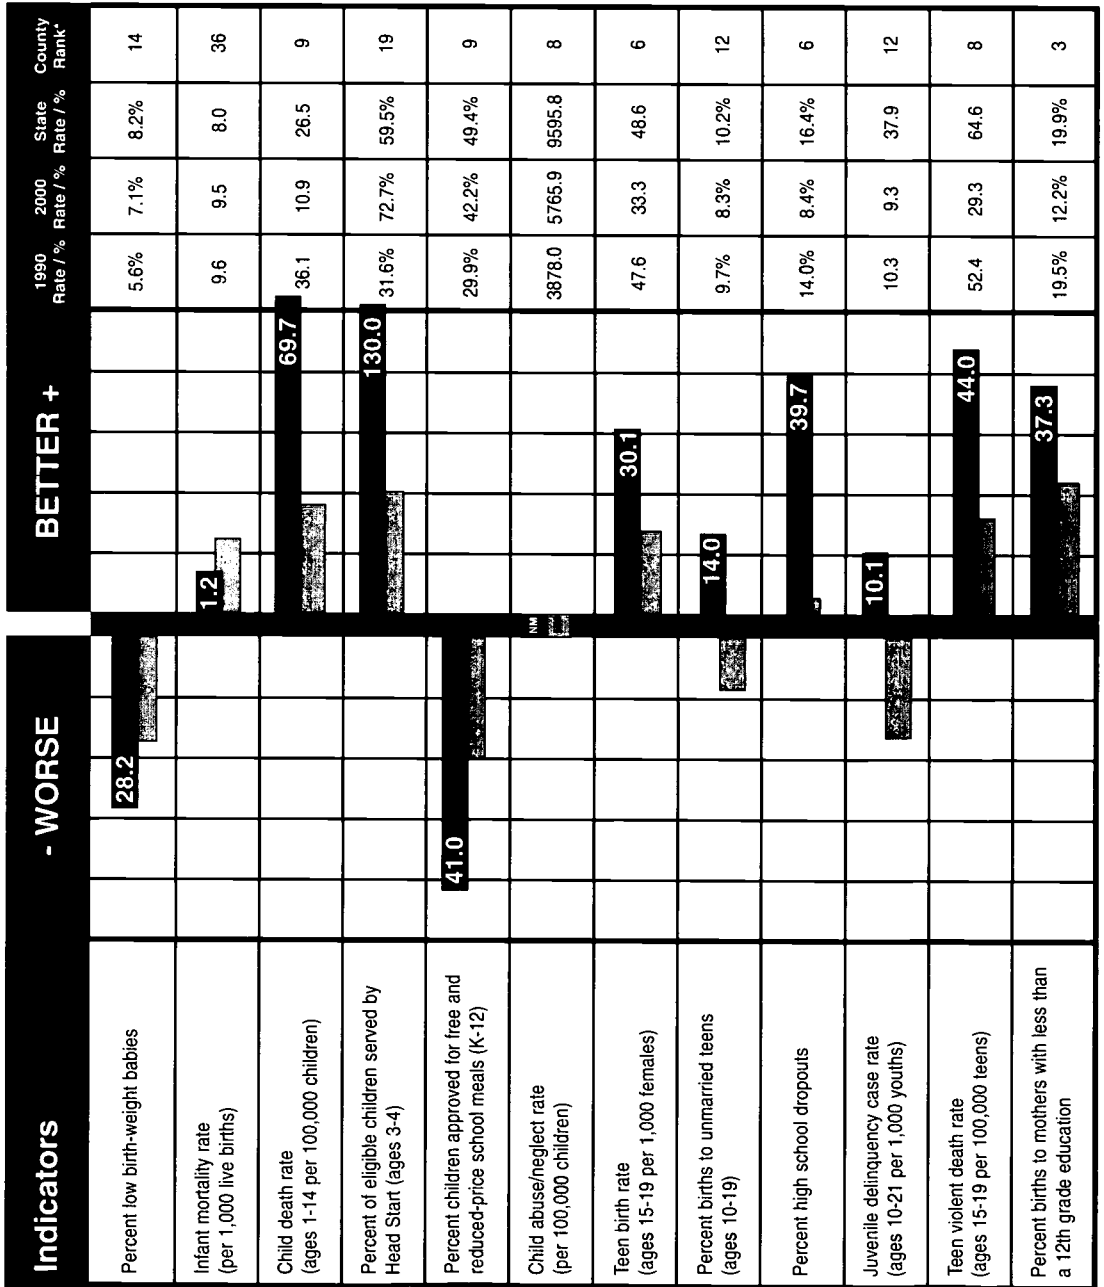 Indicators
- WORSE
BETTER +
1990
Rate / %
2000
Rate / %
State
Rate / %
County
Rank*
Percent low birth-weight babies
28.2
5.6%
7.1%
8.2%
14
Infant mortality rate
(per 1,000 live births)
1.2
9.6
9.5
8.0
36
Child death rate
(ages 1-14 per 100,000 children)
69.7
36.1
10.9
26.5
9
Percent of eligible children served by
Head Start (ages 3-4)
130.0
31.6%
72.7%
59.5%
19
Percent children approved for free and
reduced-price school meals (K-12)
41.0
29.9%
42.2%
49.4%
9
Child abuse/neglect rate
(per 100,000 children)
NM
3878.0
5765.9
9595.8
8
Teen birth rate
(ages 15-19 per 1,000 females)
30.1
47.6
33.3
48.6
6
Percent births to unmarried teens
(ages 10-19)
14.0
9.7%
8.3%
10.2%
12
Percent high school dropouts
39.7
14.0%
8.4%
16.4%
6
Juvenile delinquency case rate
(ages 10-21 per 1,000 youths)
10.1
10.3
9.3
37.9
12
Teen violent death rate
(ages 15-19 per 100,000 teens)
44.0
52.4
29.3
64.6
8
Percent births to mothers with less than
a 12th grade education
37.3
19.5%
12.2%
19.9%
3